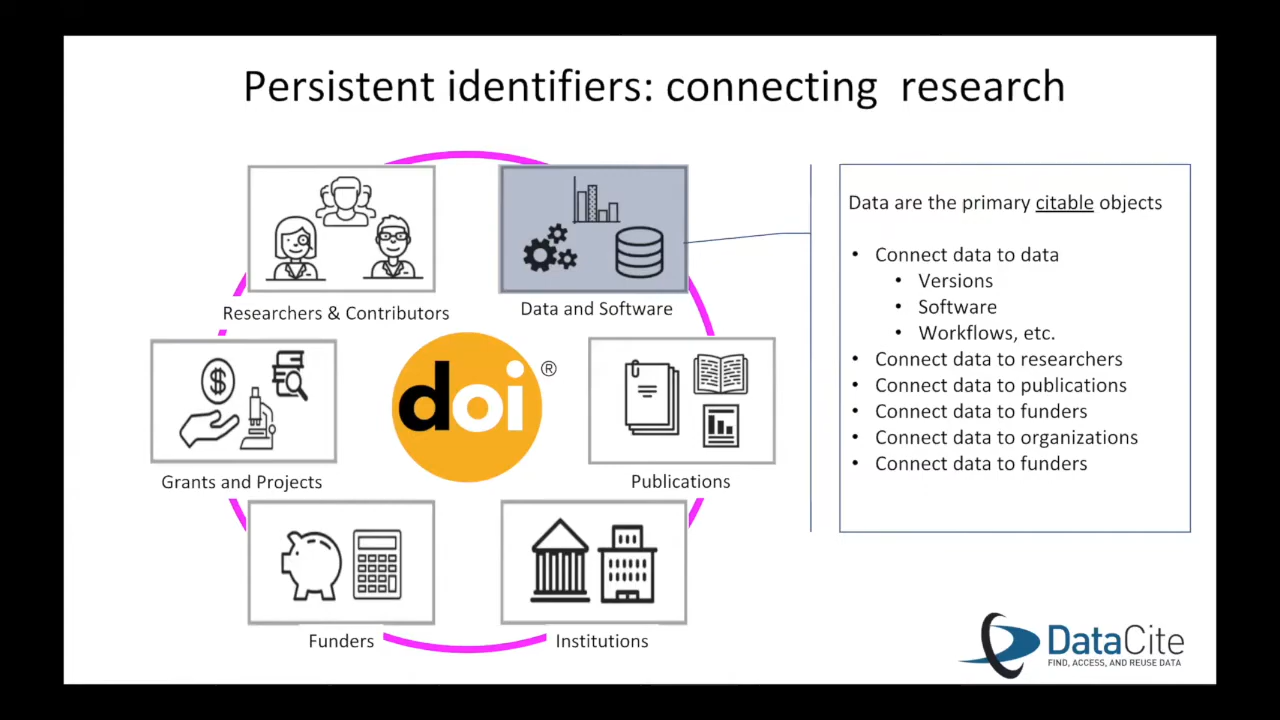 Persistent identifiers: connecting research
Researchers & Contributors
Data and Software
Grants and Projects
$
doi®
Publications
Funders
Institutions
Data are the primary citable objects
• Connect data to data
• Versions
• Software
• Workflows, etc.
• Connect data to researchers
• Connect data to publications
• Connect data to funders
• Connect data to organizations
• Connect data to funders
DataCite
FIND, ACCESS, AND REUSE DATA